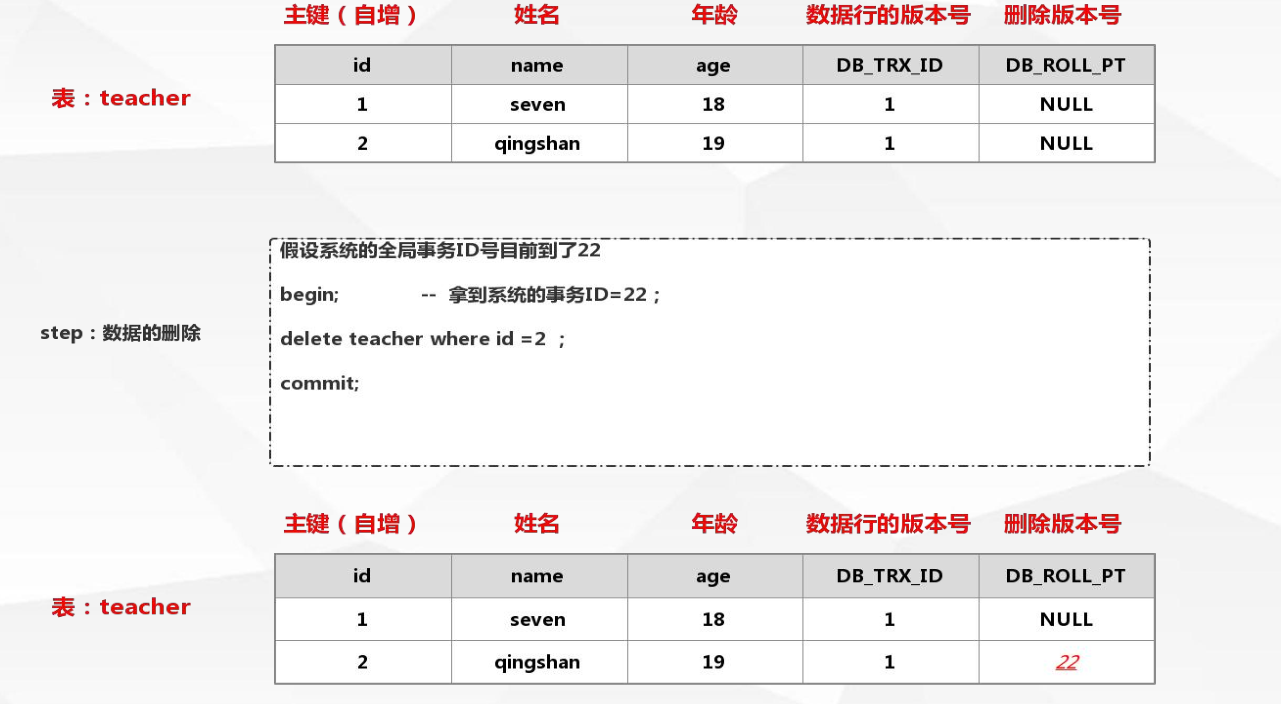 主键（自增） 姓名 年龄 数据行的版本号 删除版本号
id name age DB_TRX_ID DB_ROLL_PT
表：teacher
1 seven 18 1 NULL
2 qingshan 19 1 NULL
假设系统的全局事务ID号目前到了22
begin; -- 拿到系统的事务ID=22；
step：数据的删除
delete teacher where id =2 ；
commit;
主键（自增） 姓名 年龄 数据行的版本号 删除版本号
id name age DB_TRX_ID DB_ROLL_PT
表：teacher
1 seven 18 1 NULL
2 qingshan 19 1 22